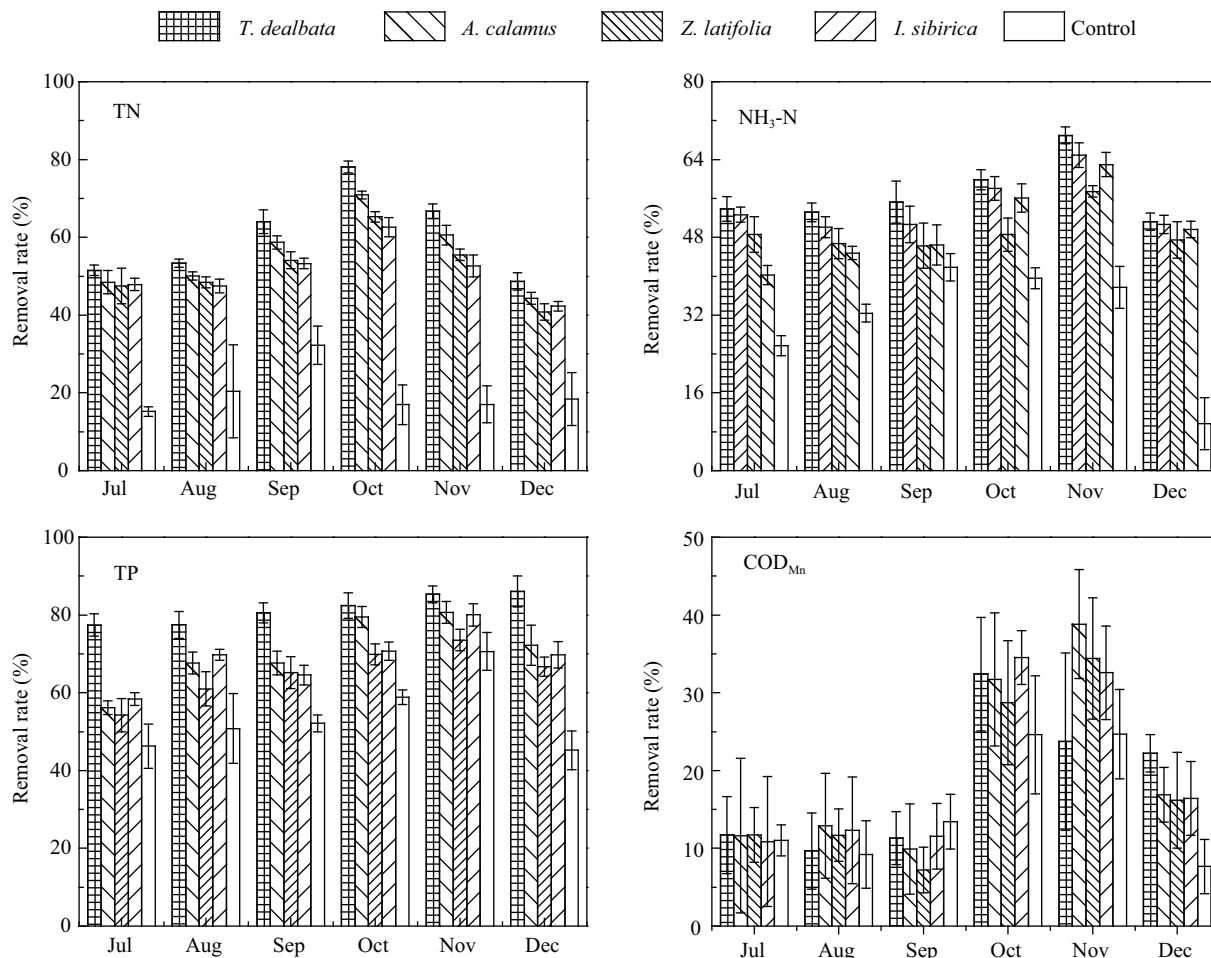 T. dealbata A. calamus Z. latifolia I. sibirica Control
TN
Removal rate (%)
100
80
60
40
20
0
Jul Aug Sep Oct Nov Dec
NH₃-N
Removal rate (%)
80
64
48
32
16
0
Jul Aug Sep Oct Nov Dec
TP
Removal rate (%)
100
80
60
40
20
0
Jul Aug Sep Oct Nov Dec
COD_Mn
Removal rate (%)
50
40
30
20
10
0
Jul Aug Sep Oct Nov Dec